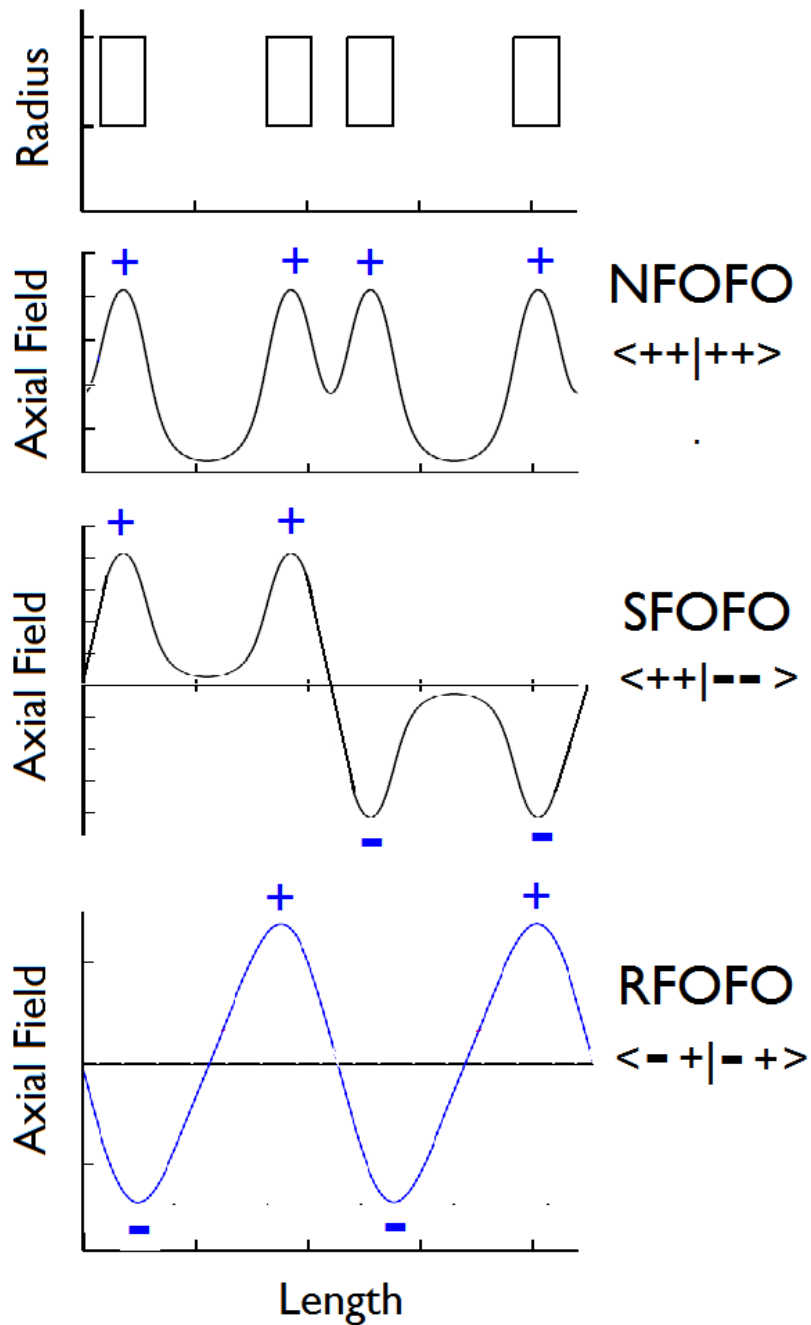 Radius
+ + + +
Axial Field
NFOFO
<++|++>
.
+ +
Axial Field
SFOFO
<++|-->
- -
+ +
Axial Field
RFOFO
<-+|-+>
- -
Length